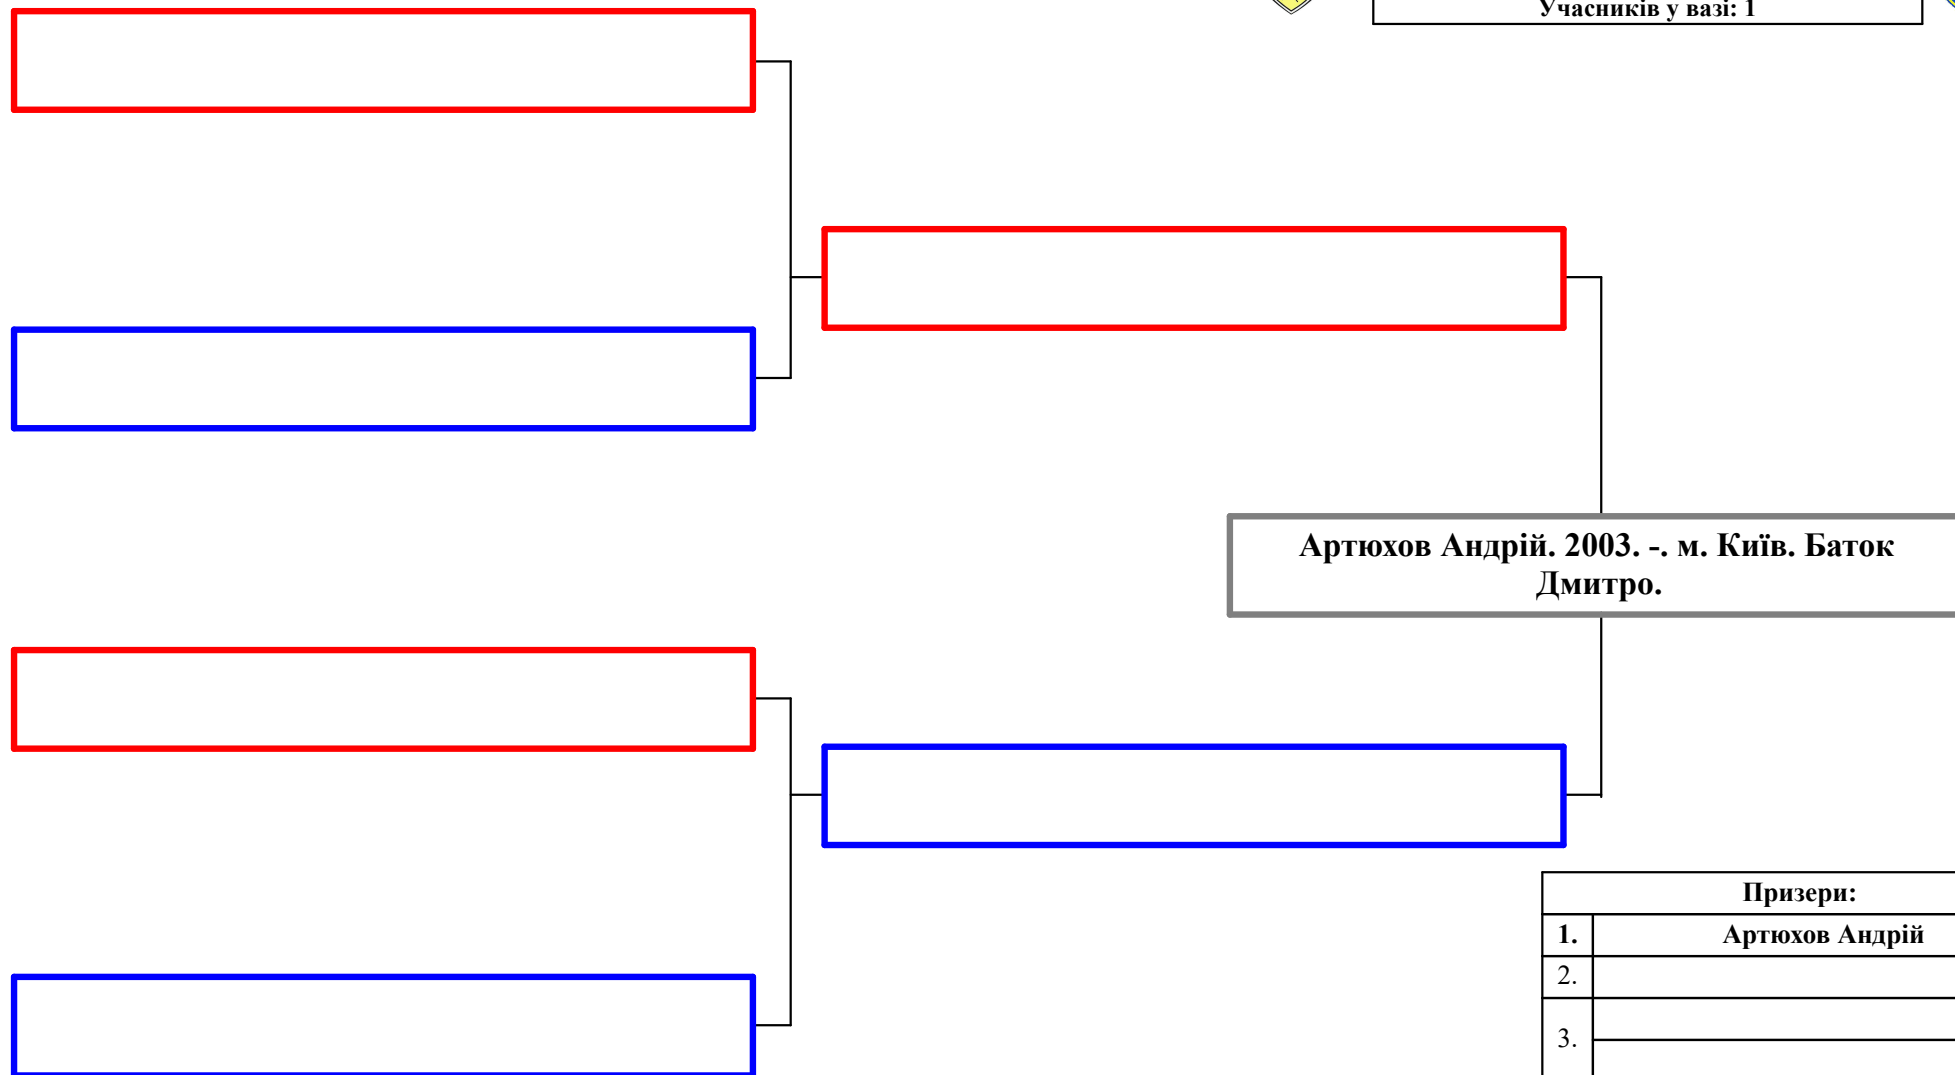 Учасників у вазі: 1
Артюхов Андрій. 2003. -. м. Київ. Баток
Дмитро.
Призери:
1. Артюхов Андрій
2.
3.